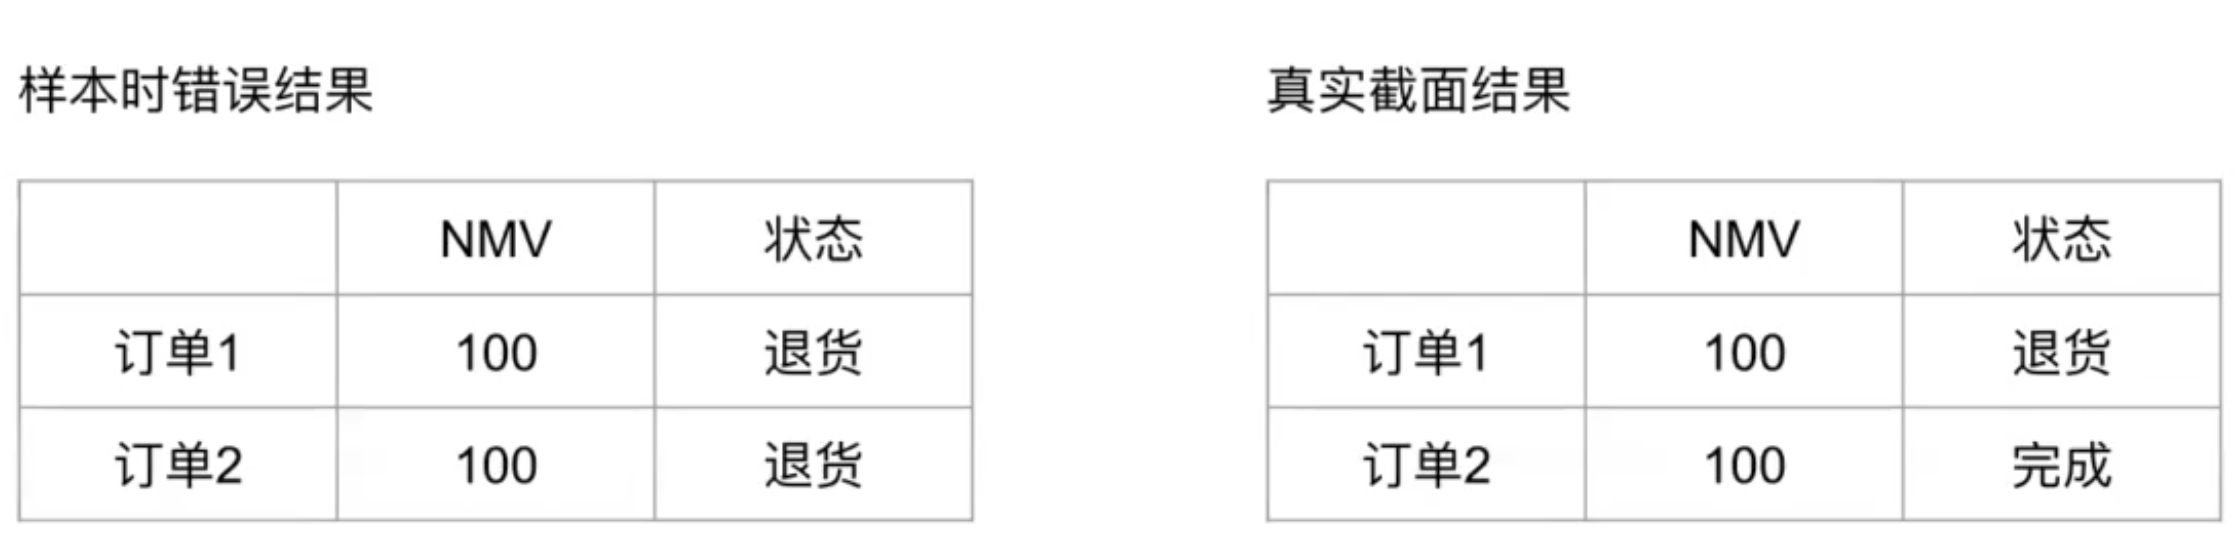 样本时错误结果
NMV 状态
订单1 100 退货
订单2 100 退货
真实截面结果
NMV 状态
订单1 100 退货
订单2 100 完成